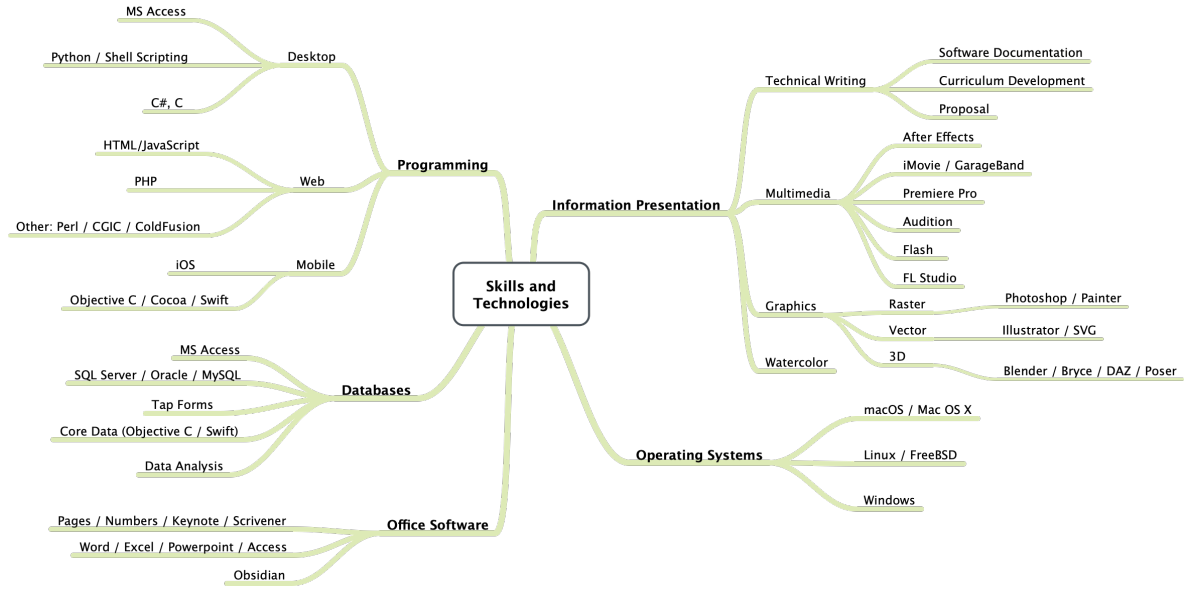 Skills and
Technologies
Programming
Desktop
MS Access
Python / Shell Scripting
C#, C
Web
HTML/JavaScript
PHP
Other: Perl / CGIC / ColdFusion
Mobile
iOS
Objective C / Cocoa / Swift
Databases
MS Access
SQL Server / Oracle / MySQL
Tap Forms
Core Data (Objective C / Swift)
Data Analysis
Office Software
Pages / Numbers / Keynote / Scrivener
Word / Excel / Powerpoint / Access
Obsidian
Information Presentation
Technical Writing
Software Documentation
Curriculum Development
Proposal
Multimedia
After Effects
iMovie / GarageBand
Premiere Pro
Audition
Flash
FL Studio
Graphics
Raster
Photoshop / Painter
Vector
Illustrator / SVG
3D
Blender / Bryce / DAZ / Poser
Watercolor
Operating Systems
macOS / Mac OS X
Linux / FreeBSD
Windows